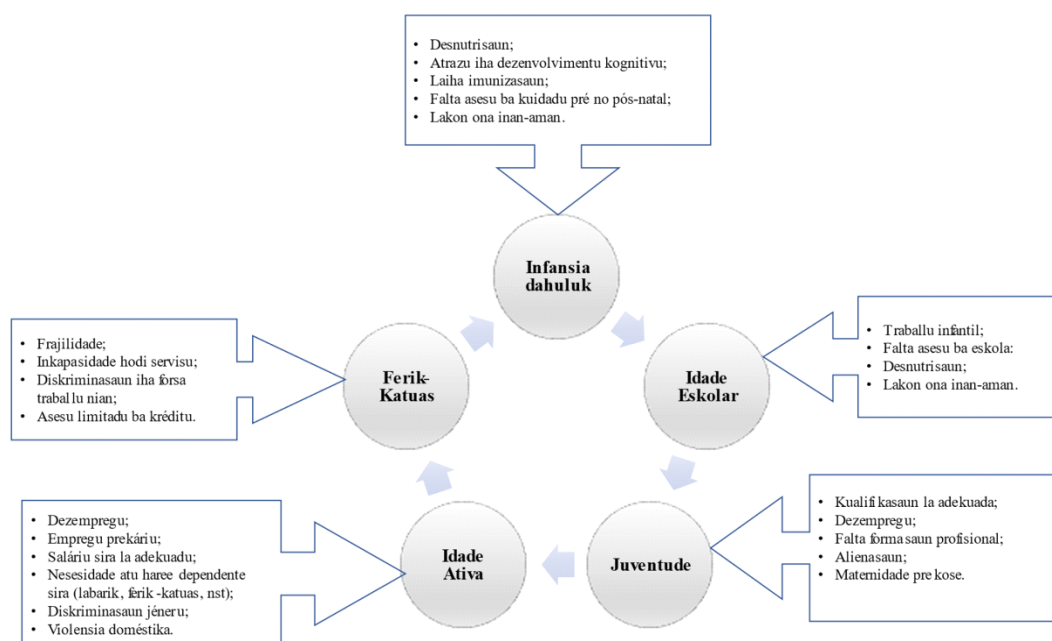 • Desnutrisaun;
• Atrazu iha dezenvolvimentu kognitivu;
• Laiha imunizasaun;
• Falta asesu ba kuidadu pré no pós-natal;
• Lakon ona inan-aman.
Infansia
dahuluk
• Traballu infántil;
• Falta asesu ba eskola:
• Desnutrisaun;
• Lakon ona inan-aman.
Idade
Eskolar
• Kualifikasaun la adekuada;
• Dezempregu;
• Falta formasaun profisional;
• Alienasaun;
• Maternidade prekose.
Juventude
• Dezempregu;
• Empregu prekáriu;
• Saláriu sira la adekuadu;
• Nesesidade atu haree dependente
sira (labarik, ferik-katuas, nst);
• Diskriminasaun jéneru;
• Violensia doméstika.
Idade
Ativa
• Frajilidade;
• Inkapasidade hodi servisu;
• Diskriminasaun iha forsa
traballu nian;
• Asesu limitadu ba kréditu.
Ferik-
Katuas